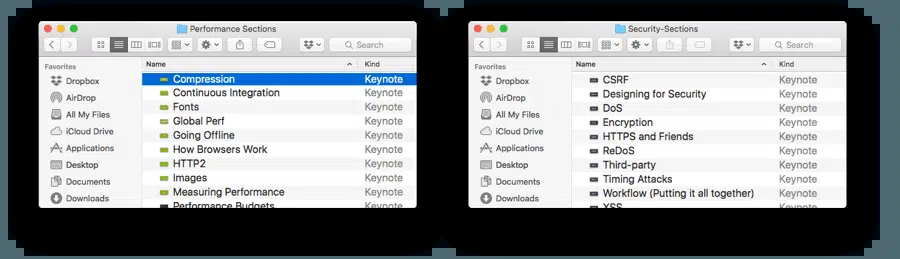 Performance Sections
Search
Favorites
Dropbox
AirDrop
All My Files
iCloud Drive
Applications
Desktop
Documents
Downloads
Name Kind
Compression Keynote
Continuous Integration Keynote
Fonts Keynote
Global Perf Keynote
Going Offline Keynote
How Browsers Work Keynote
HTTP2 Keynote
Images Keynote
Measuring Performance Keynote
Performance Budgets Keynote
Security-Sections
Search
Favorites
Dropbox
AirDrop
All My Files
iCloud Drive
Applications
Desktop
Documents
Downloads
Name Kind
CSRF Keynote
Designing for Security Keynote
DoS Keynote
Encryption Keynote
HTTPS and Friends Keynote
ReDoS Keynote
Third-party Keynote
Timing Attacks Keynote
Workflow (Putting it all together) Keynote
XSS Keynote